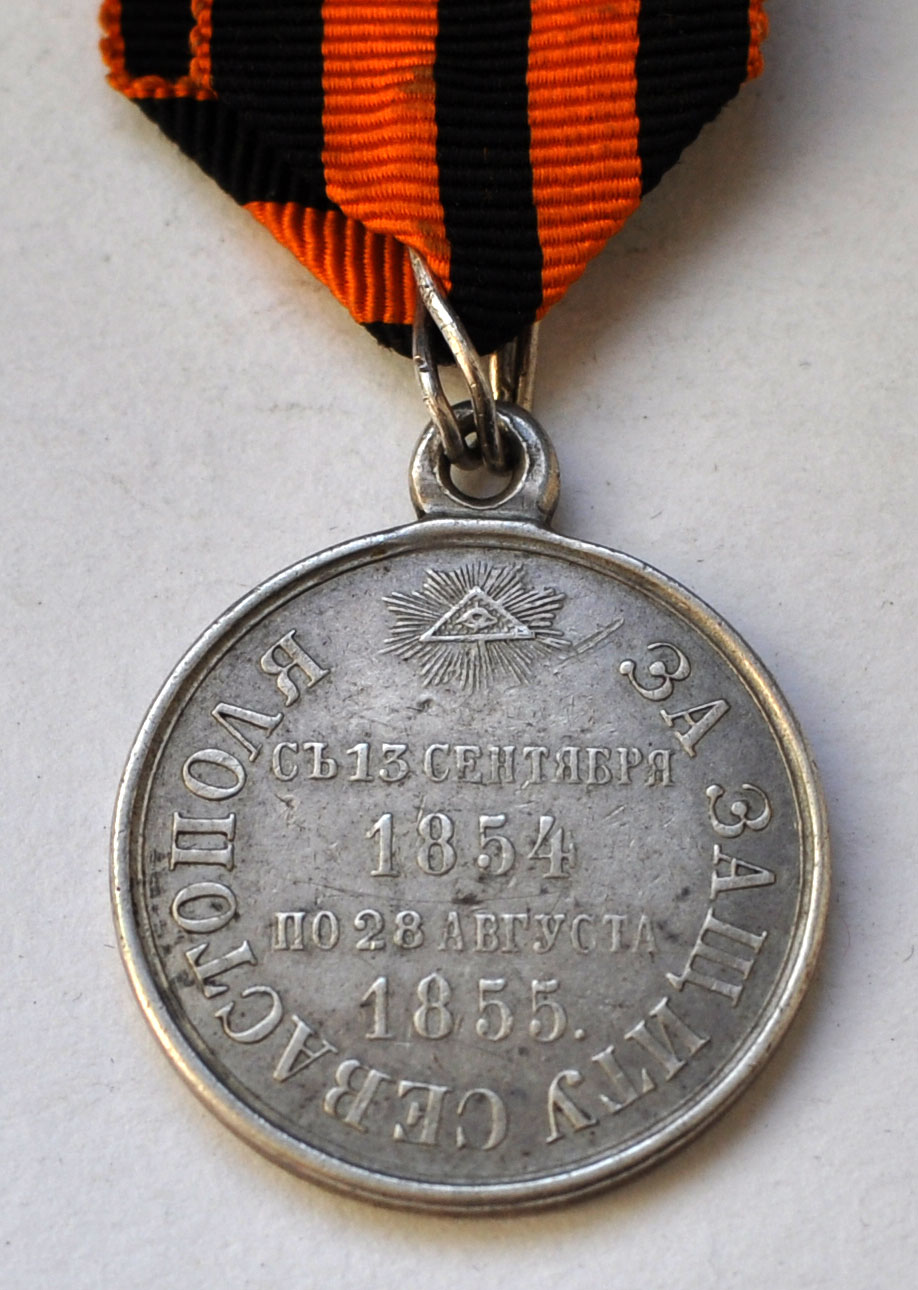 ЗА ЗАЩИТУ СЕВАСТОПОЛЯ
СЪ 13 СЕНТЯБРЯ
1854
ПО 28 АВГУСТА
1855.